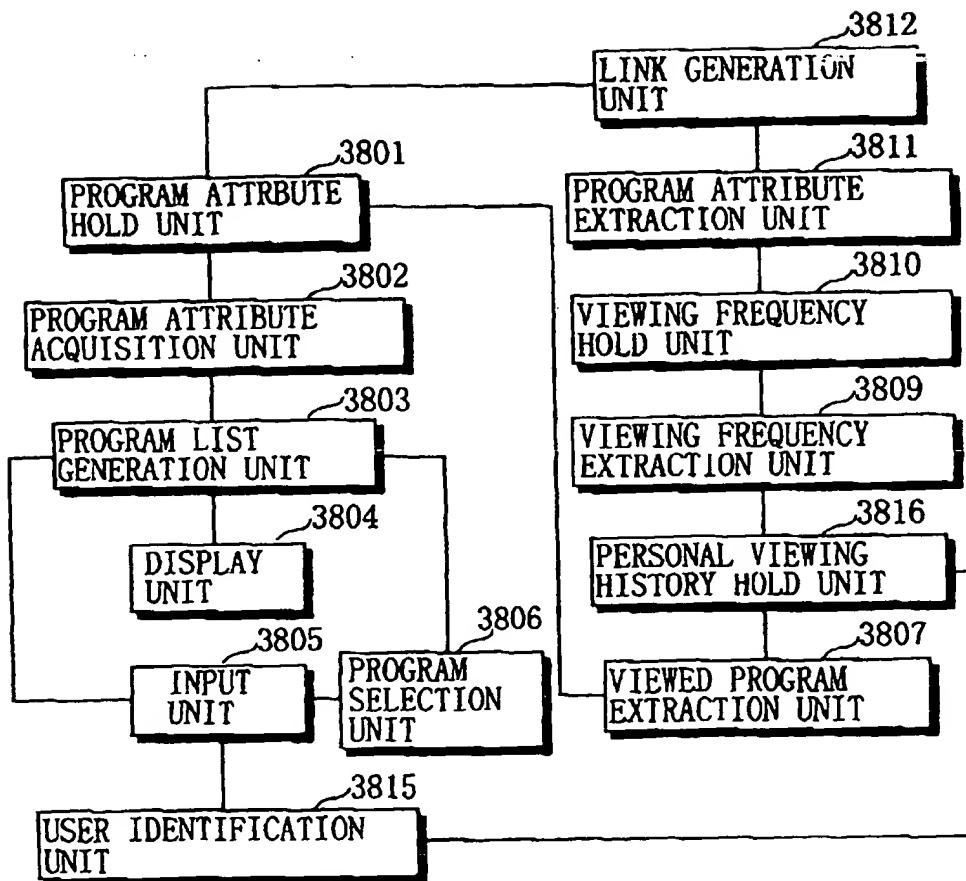 3812
LINK GENERATION
UNIT
3801
PROGRAM ATTRBUTE
HOLD UNIT
3811
PROGRAM ATTRIBUTE
EXTRACTION UNIT
3802
PROGRAM ATTRIBUTE
ACQUISITION UNIT
3810
VIEWING FREQUENCY
HOLD UNIT
3803
PROGRAM LIST
GENERATION UNIT
3809
VIEWING FREQUENCY
EXTRACTION UNIT
3804
DISPLAY
UNIT
3816
PERSONAL VIEWING
HISTORY HOLD UNIT
3805
INPUT
UNIT
3806
PROGRAM
SELECTION
UNIT
3807
VIEWED PROGRAM
EXTRACTION UNIT
3815
USER IDENTIFICATION
UNIT